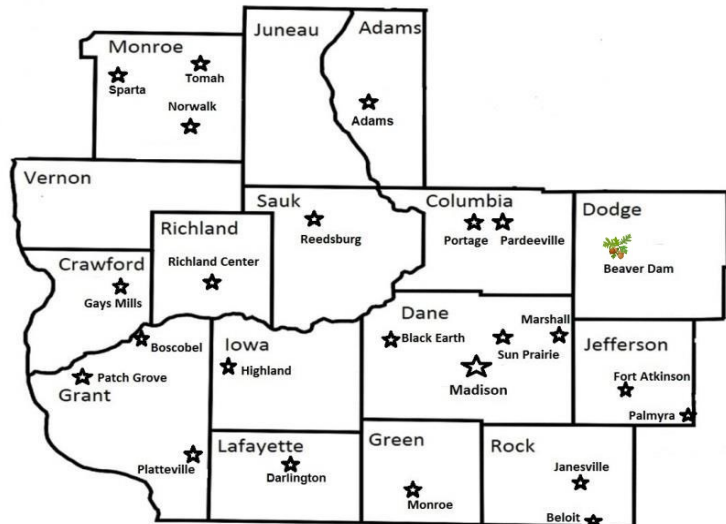 Monroe
Juneau
Adams
Sparta
Tomah
Norwalk
Adams
Vernon
Richland
Sauk
Columbia
Dodge
Reedsburg
Portage
Pardeeville
Beaver Dam
Crawford
Richland Center
Gays Mills
Dane
Marshall
Boscobel
Iowa
Black Earth
Sun Prairie
Jefferson
Patch Grove
Highland
Madison
Fort Atkinson
Grant
Palmyra
Platteville
Lafayette
Darlington
Green
Monroe
Rock
Janesville
Beloit